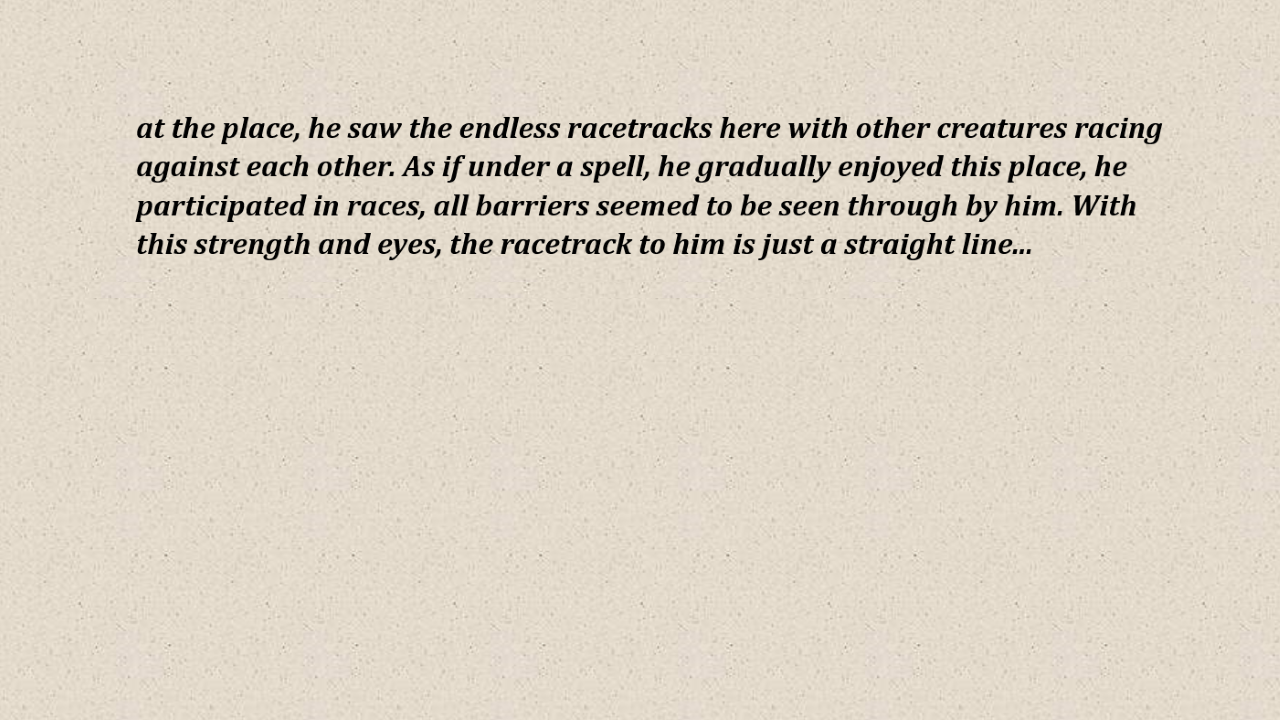 at the place, he saw the endless racetracks here with other creatures racing
against each other. As if under a spell, he gradually enjoyed this place, he
participated in races, all barriers seemed to be seen through by him. With
this strength and eyes, the racetrack to him is just a straight line...